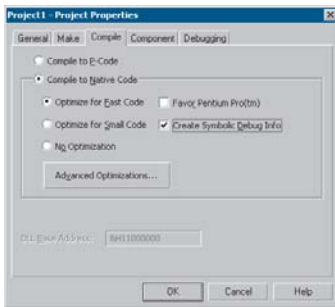 Project1 - Project Properties
General Make Compile Component Debugging
Compile to P-Code
Compile to Native Code
Optimize for Fast Code Favor Pentium Pro(tm)
Optimize for Small Code Create Symbolic Debug Info
No Optimization
Advanced Optimizations...
DLL Base Address: &H11000000
OK Cancel Help